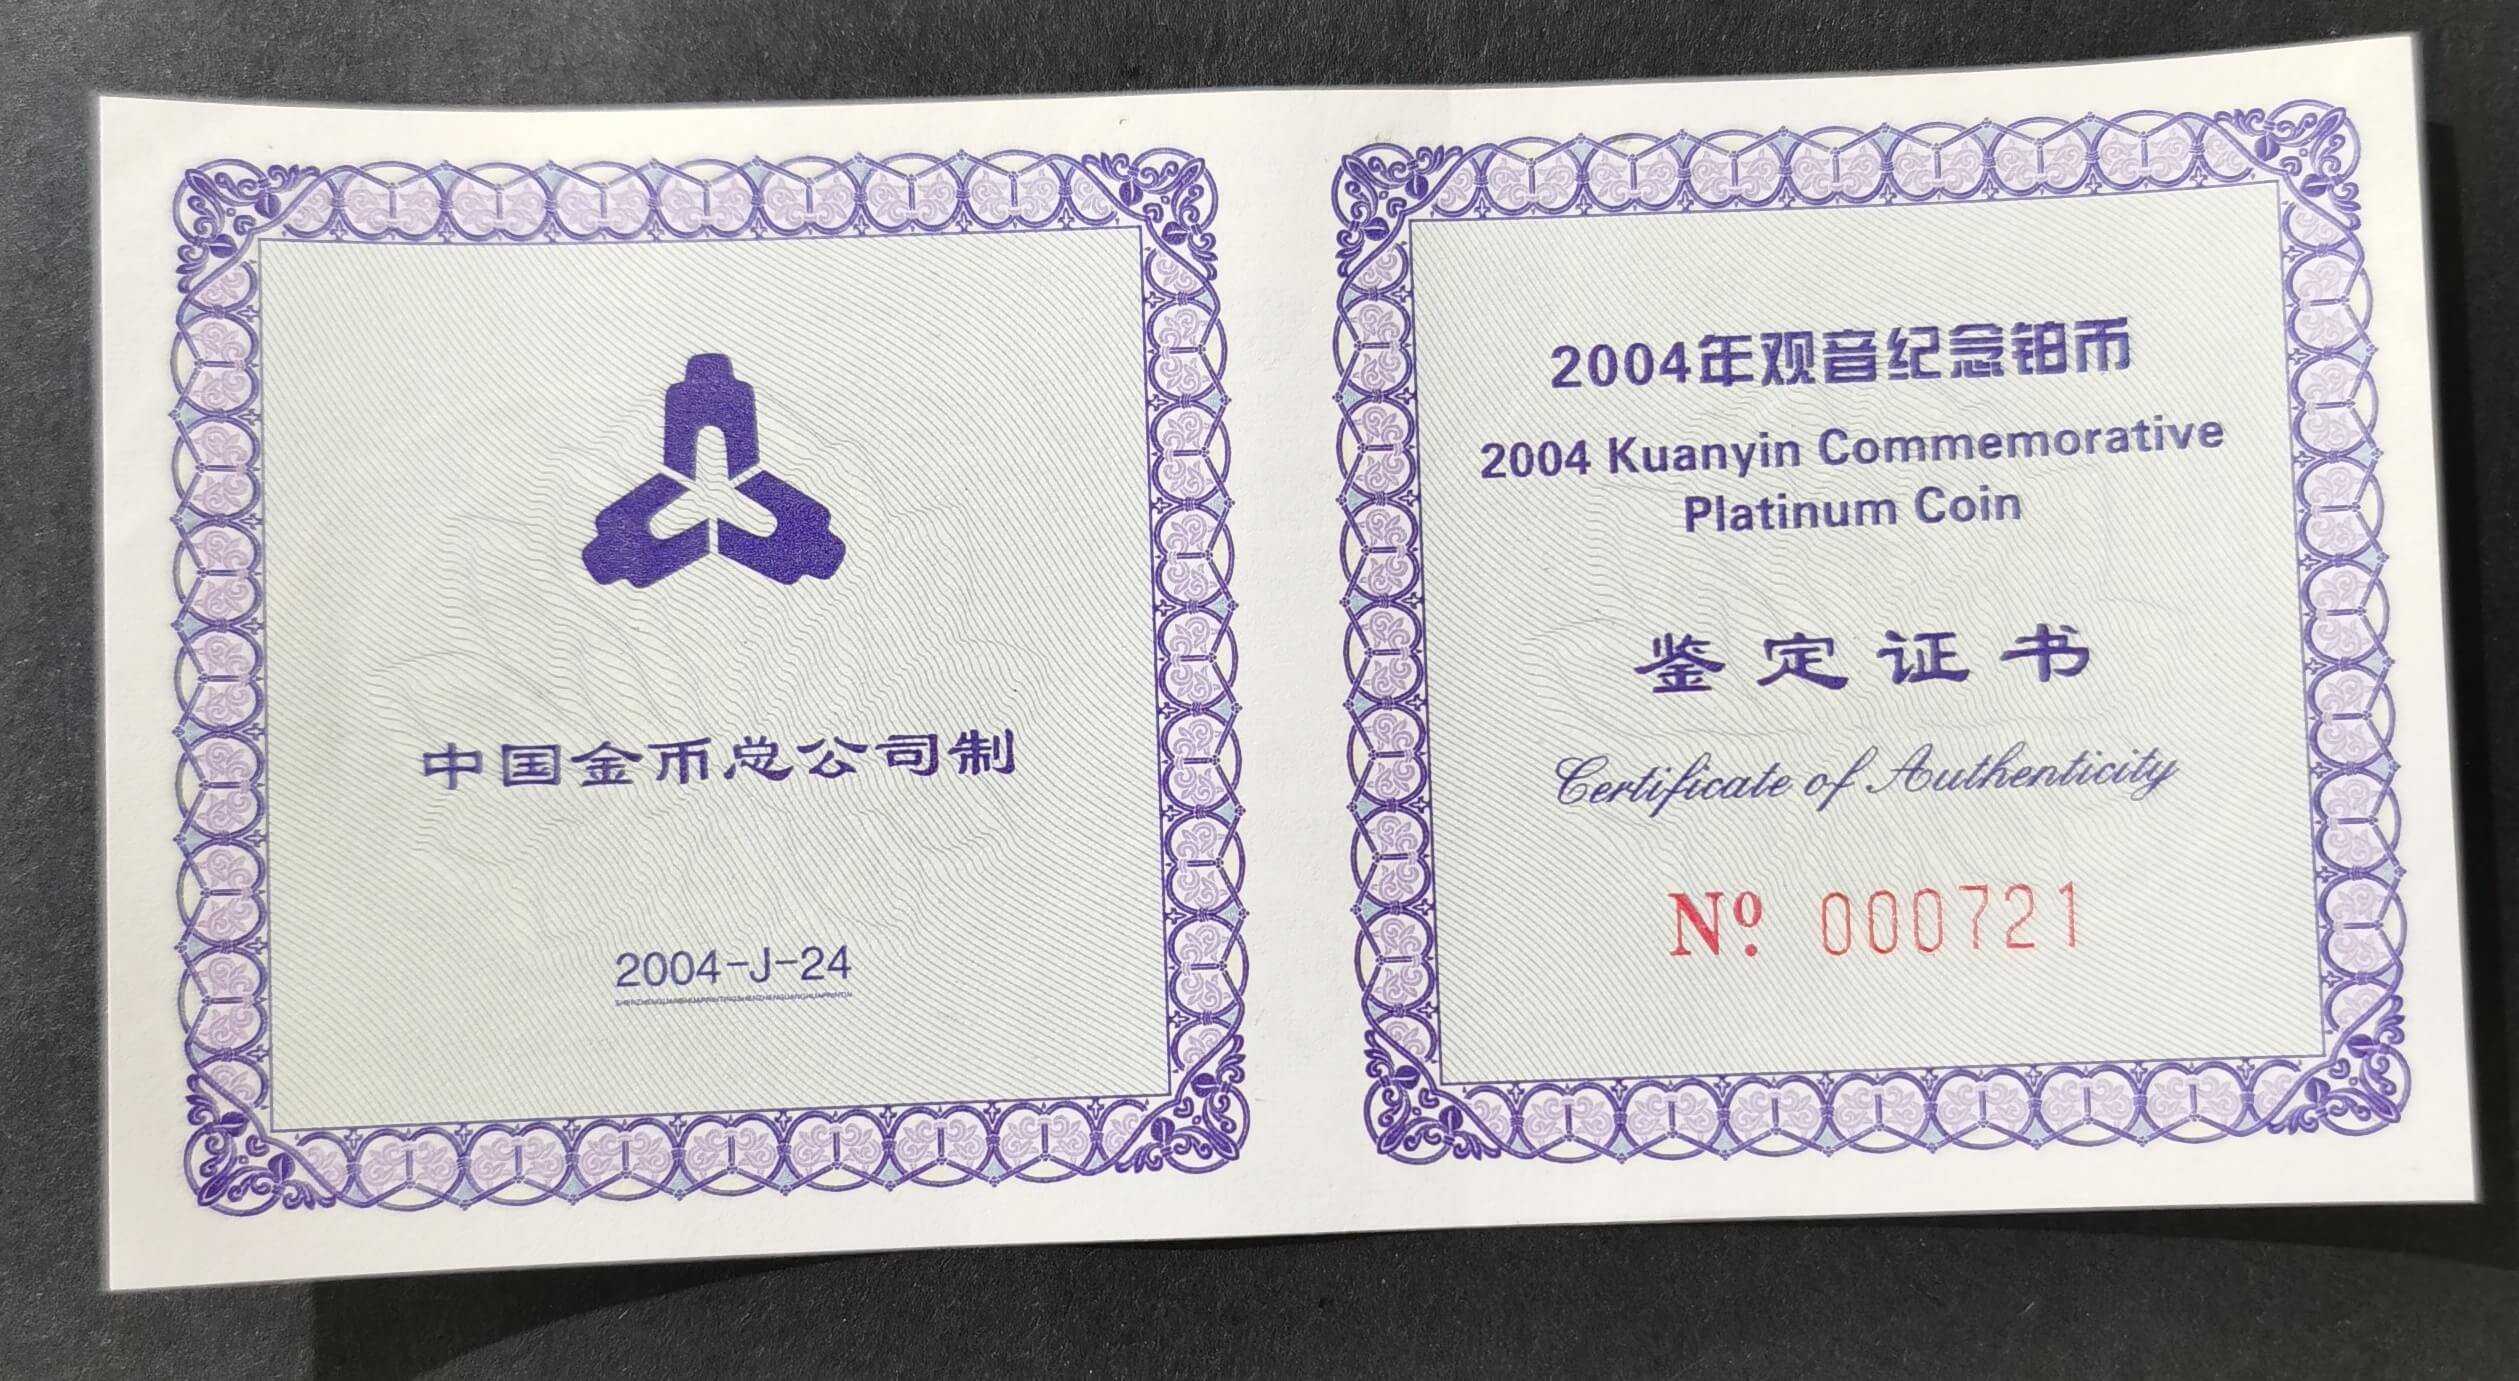 中国金币总公司制
2004-J-24
SHENZHENGUANGHUAPRINTINGSHENZHENGUANGHUAPRINTIN
2004年观音纪念铂币
2004 Kuanyin Commemorative
Platinum Coin
鉴定证书
Certificate of Authenticity
Nº. 000721